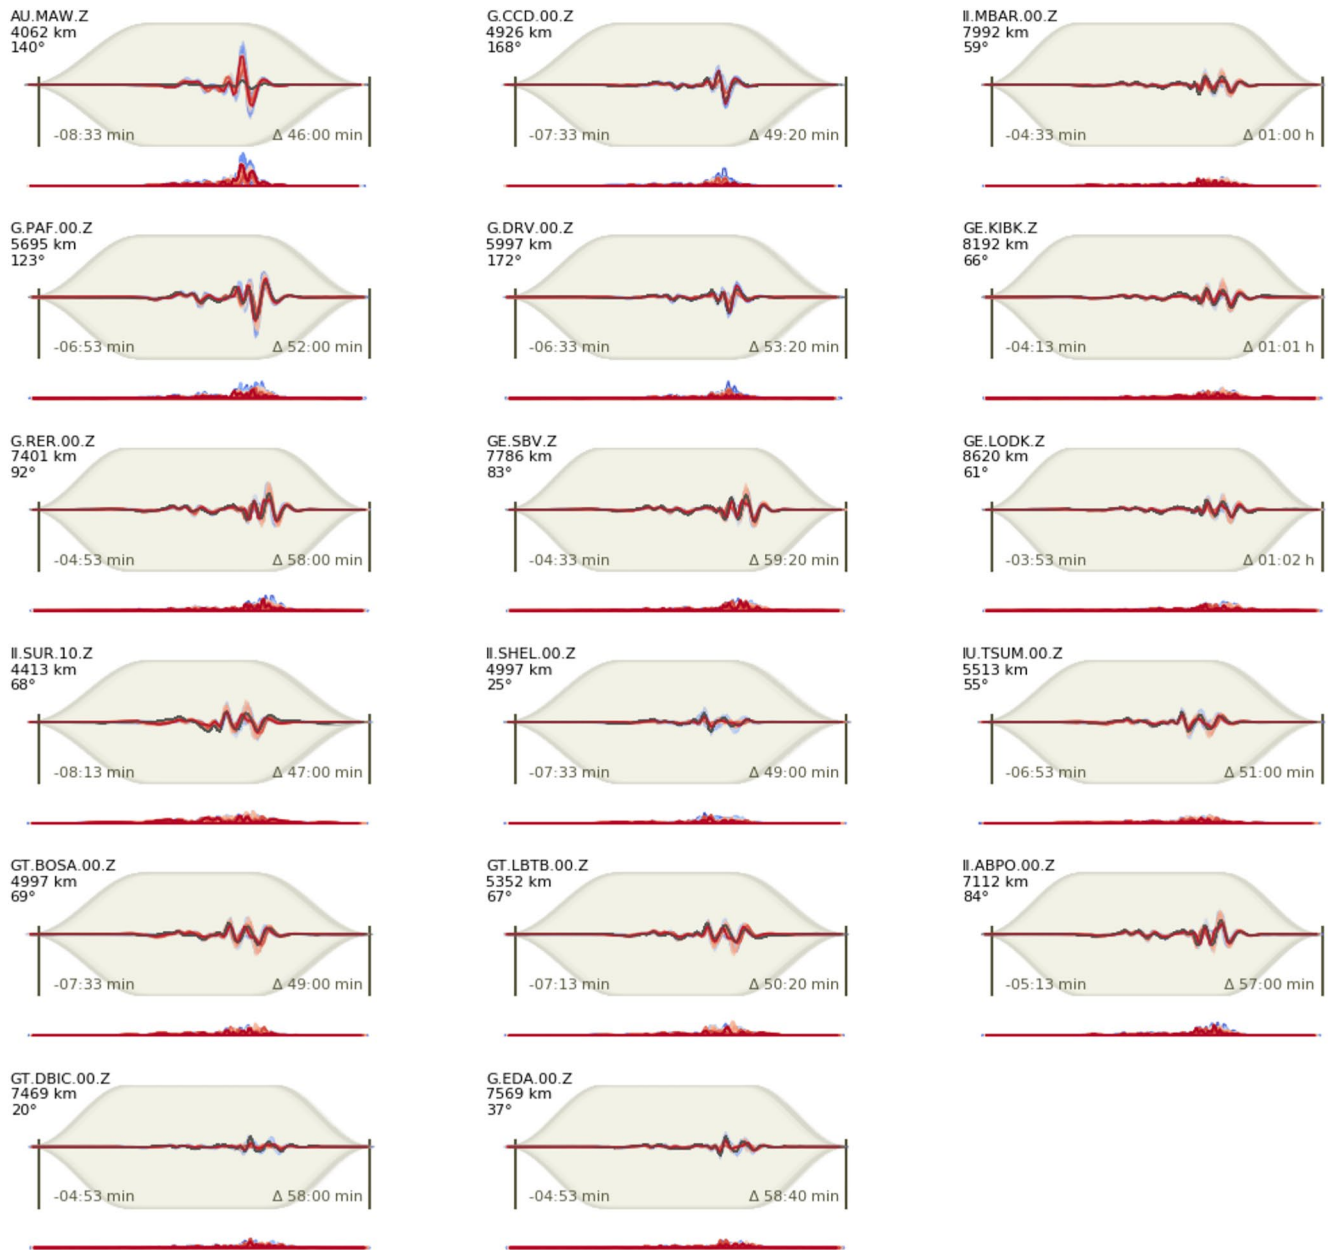 AU.MAW.Z
4062 km
140°
-08:33 min
Δ 46:00 min
G.CCD.00.Z
4926 km
168°
-07:33 min
Δ 49:20 min
II.MBAR.00.Z
7992 km
59°
-04:33 min
Δ 01:00 h
G.PAF.00.Z
5695 km
123°
-06:53 min
Δ 52:00 min
G.DRV.00.Z
5997 km
172°
-06:33 min
Δ 53:20 min
GE.KIBK.Z
8192 km
66°
-04:13 min
Δ 01:01 h
G.RER.00.Z
7401 km
92°
-04:53 min
Δ 58:00 min
GE.SBV.Z
7786 km
83°
-04:33 min
Δ 59:20 min
GE.LODK.Z
8620 km
61°
-03:53 min
Δ 01:02 h
II.SUR.10.Z
4413 km
68°
-08:13 min
Δ 47:00 min
II.SHEL.00.Z
4997 km
25°
-07:33 min
Δ 49:00 min
IU.TSUM.00.Z
5513 km
55°
-06:53 min
Δ 51:00 min
GT.BOSA.00.Z
4997 km
69°
-07:33 min
Δ 49:00 min
GT.LBTB.00.Z
5352 km
67°
-07:13 min
Δ 50:20 min
II.ABPO.00.Z
7112 km
84°
-05:13 min
Δ 57:00 min
GT.DBIC.00.Z
7469 km
20°
-04:53 min
Δ 58:00 min
G.EDA.00.Z
7569 km
37°
-04:53 min
Δ 58:40 min